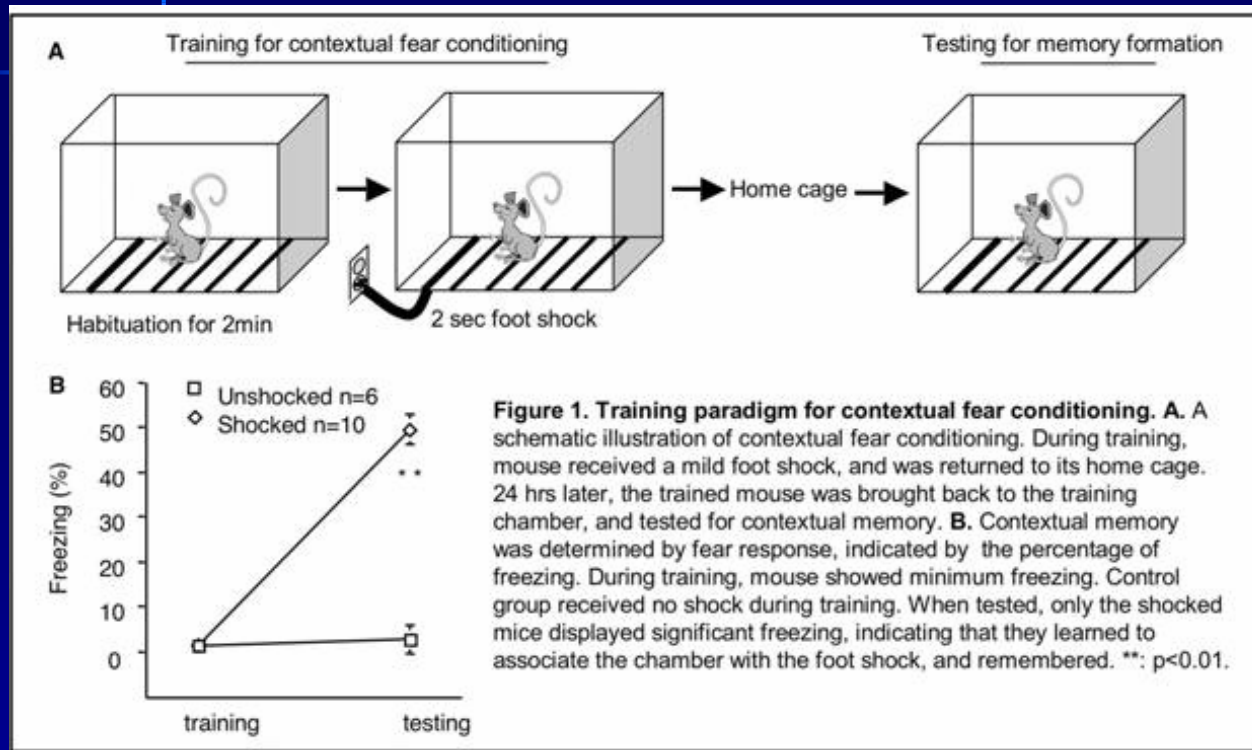 A
Training for contextual fear conditioning
Testing for memory formation
Home cage
Habituation for 2min
2 sec foot shock
B
60
50
40
30
20
10
0
Freezing (%)
Unshocked n=6
Shocked n=10
**
training
testing
Figure 1. Training paradigm for contextual fear conditioning. A. A
schematic illustration of contextual fear conditioning. During training,
mouse received a mild foot shock, and was returned to its home cage.
24 hrs later, the trained mouse was brought back to the training
chamber, and tested for contextual memory. B. Contextual memory
was determined by fear response, indicated by the percentage of
freezing. During training, mouse showed minimum freezing. Control
group received no shock during training. When tested, only the shocked
mice displayed significant freezing, indicating that they learned to
associate the chamber with the foot shock, and remembered. **: p<0.01.